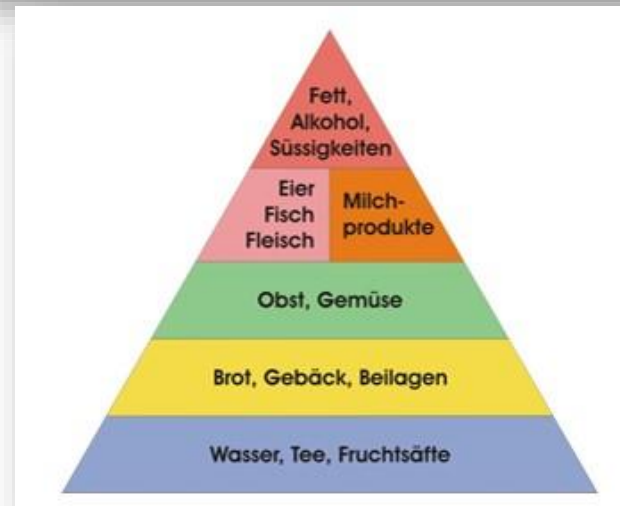 Fett,
Alkohol,
Süssigkeiten
Eier
Fisch
Fleisch
Milch-
produkte
Obst, Gemüse
Brot, Gebäck, Beilagen
Wasser, Tee, Fruchtsäfte